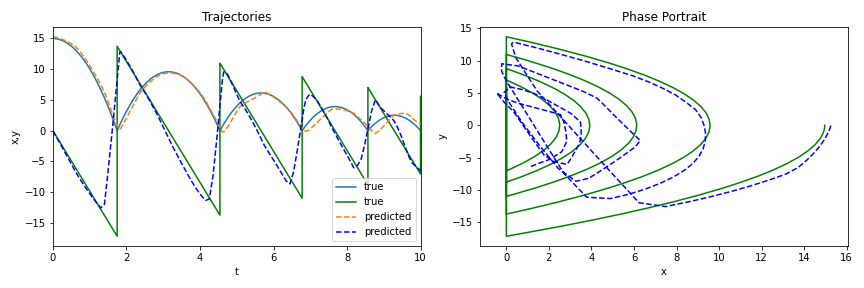 Trajectories
x,y
15
10
5
0
−5
−10
−15
0 2 4 6 8 10
t
true
true
predicted
predicted
Phase Portrait
y
15
10
5
0
−5
−10
−15
0 2 4 6 8 10 12 14 16
x